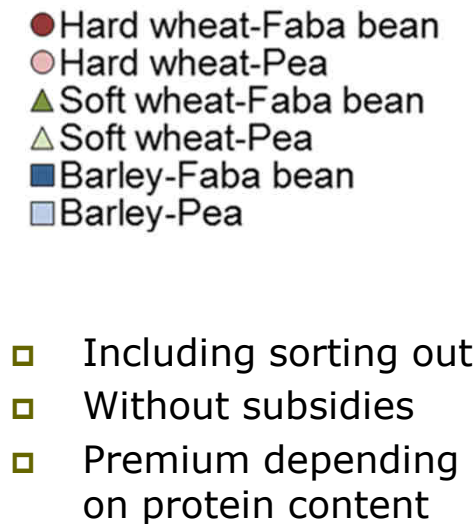 Hard wheat-Faba bean
Hard wheat-Pea
Soft wheat-Faba bean
Soft wheat-Pea
Barley-Faba bean
Barley-Pea
Including sorting out
Without subsidies
Premium depending
on protein content